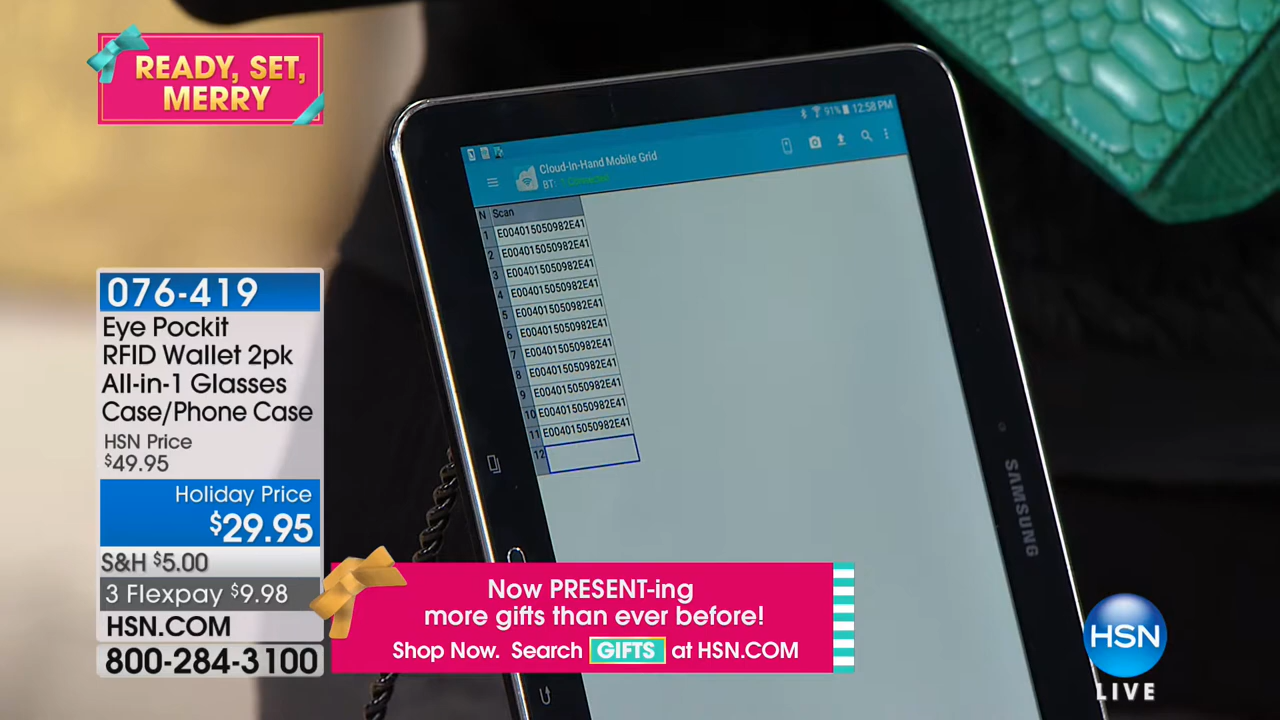 READY, SET,
MERRY
076-419
Eye Pockit
RFID Wallet 2pk
All-in-1 Glasses
Case/Phone Case
HSN Price
$49.95
Holiday Price
$29.95
S&H $5.00
3 Flexpay $9.98
HSN.COM
800-284-3100
91% 12:58 PM
Cloud-In-Hand Mobile Grid
BT: 1 Connected
N Scan
1 E004015050982E41
2 E004015050982E41
3 E004015050982E41
4 E004015050982E41
5 E004015050982E41
6 E004015050982E41
7 E004015050982E41
8 E004015050982E41
9 E004015050982E41
10 E004015050982E41
11 E004015050982E41
12
SAMSUNG
Now PRESENT-ing
more gifts than ever before!
Shop Now. Search GIFTS at HSN.COM
HSN
LIVE